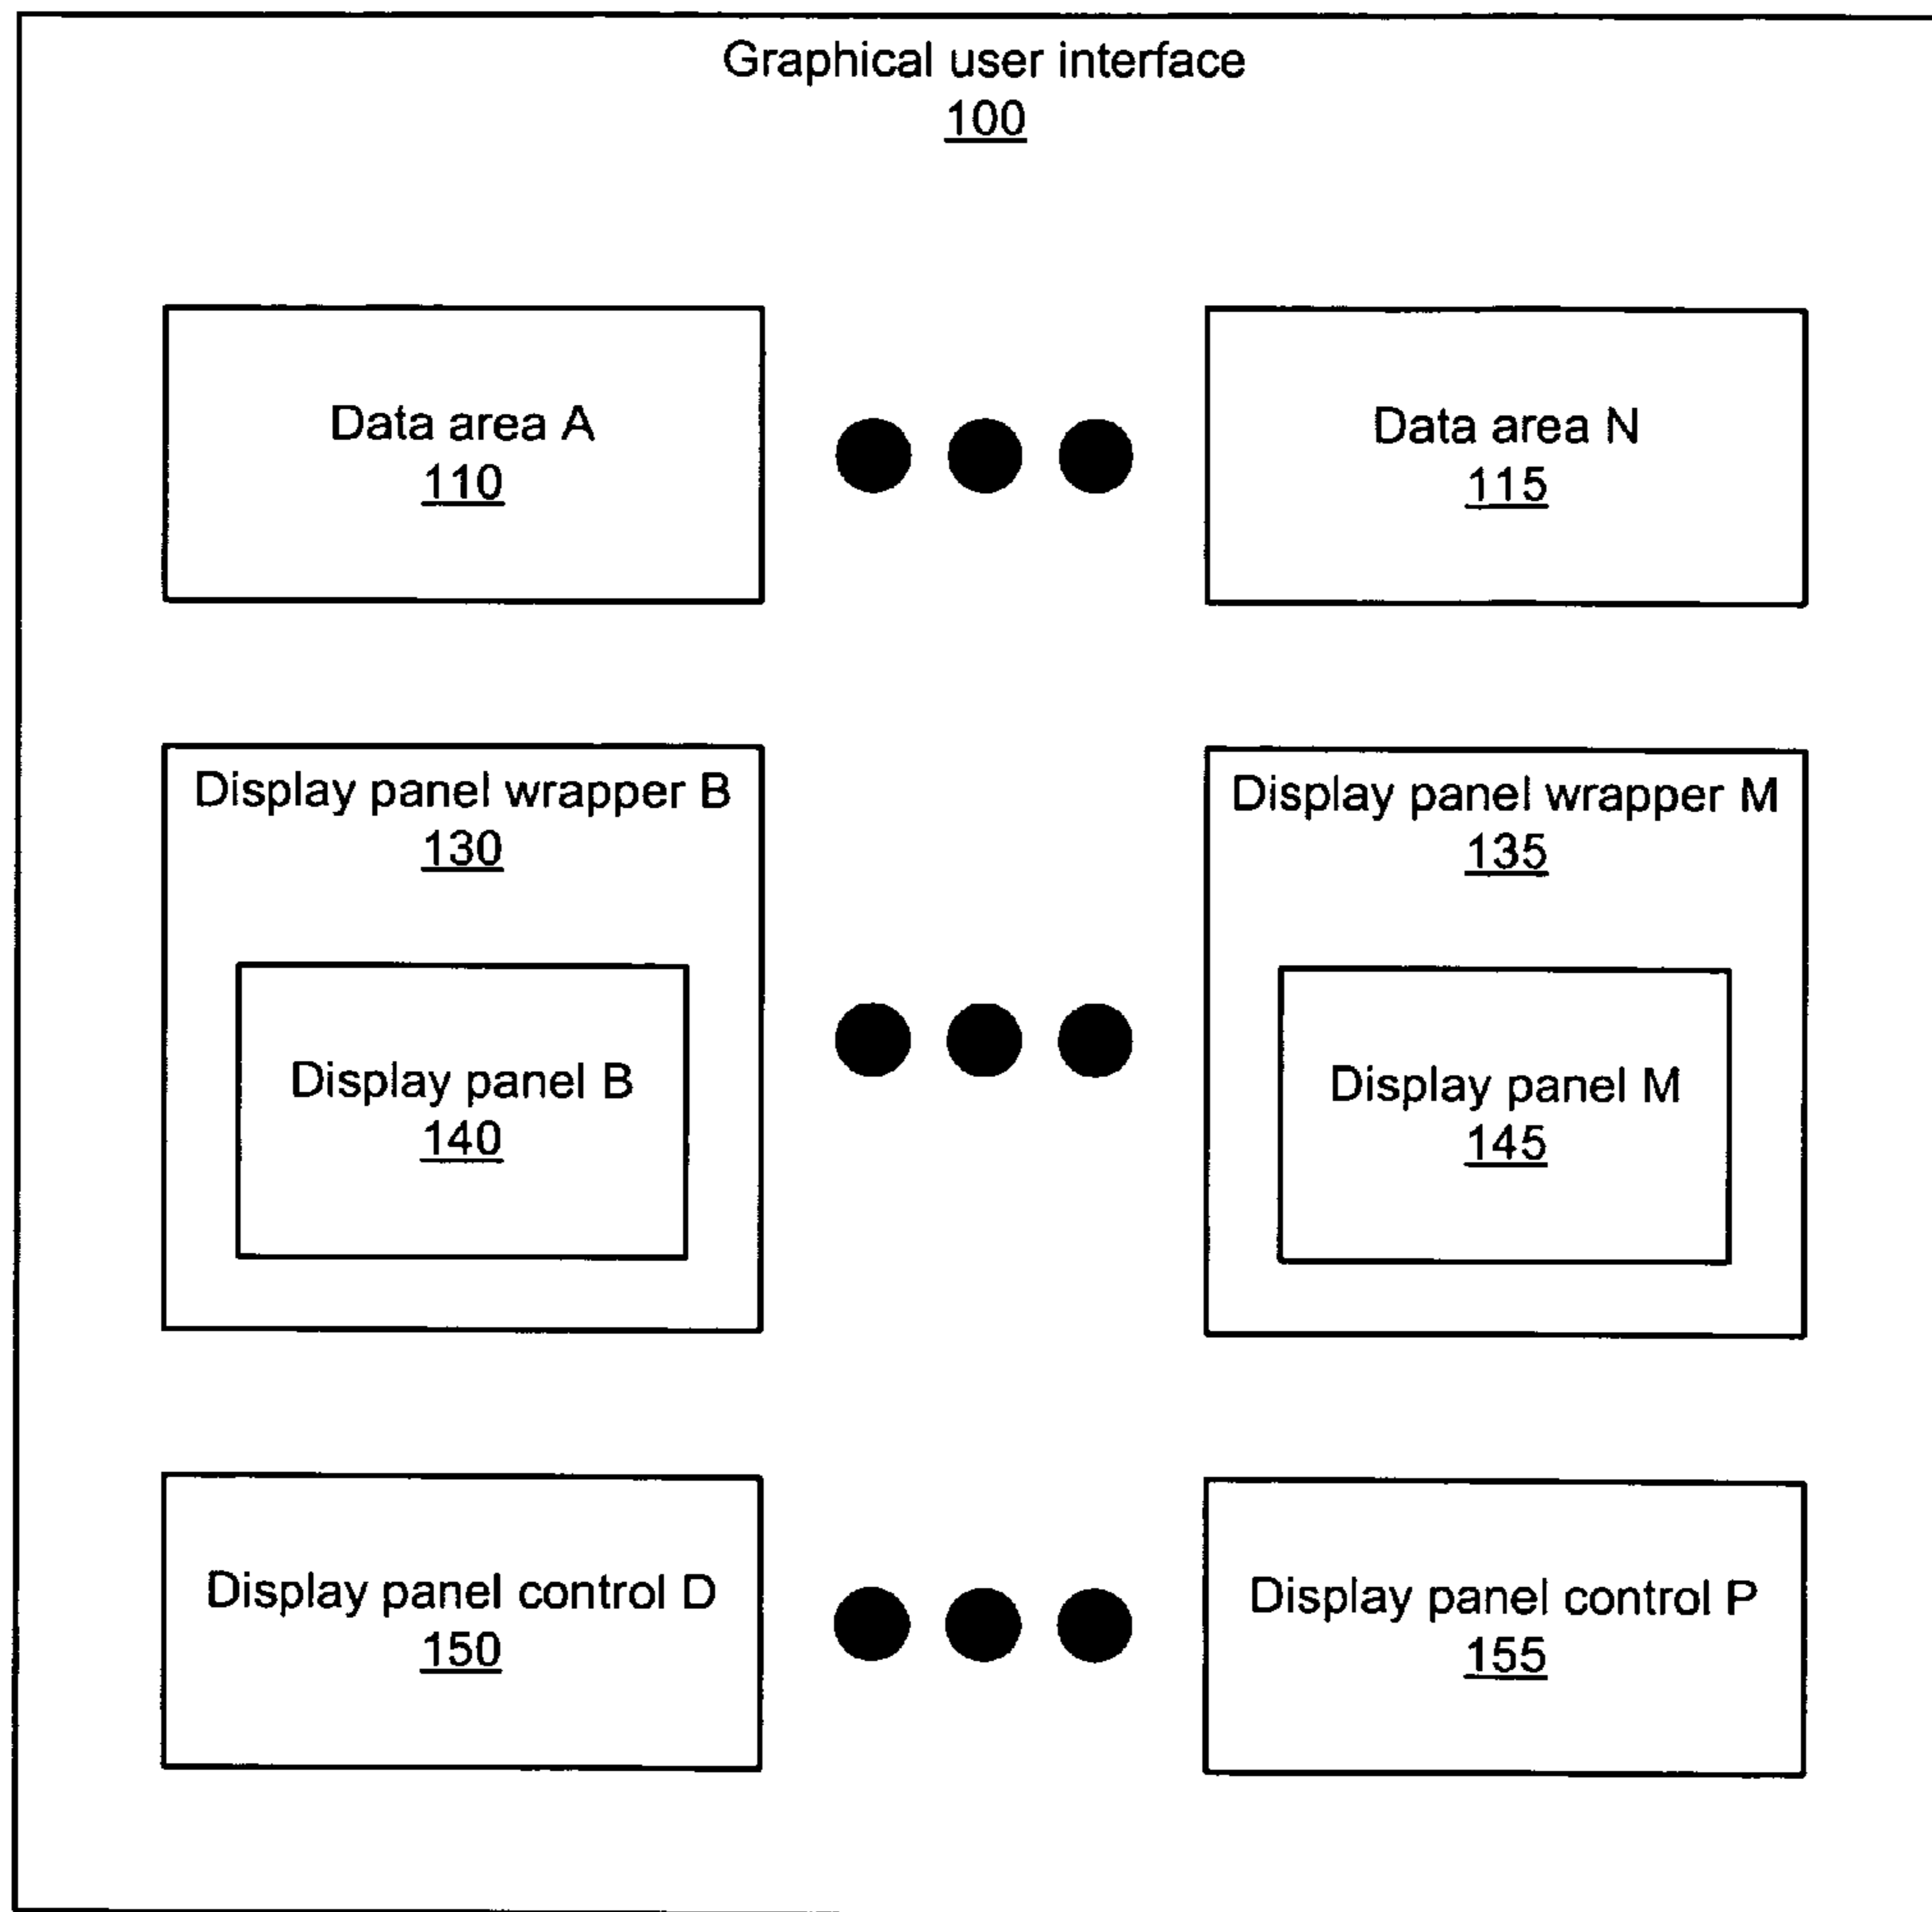 Graphical user interface
100
Data area A
110
Data area N
115
Display panel wrapper B
130
Display panel wrapper M
135
Display panel B
140
Display panel M
145
Display panel control D
150
Display panel control P
155